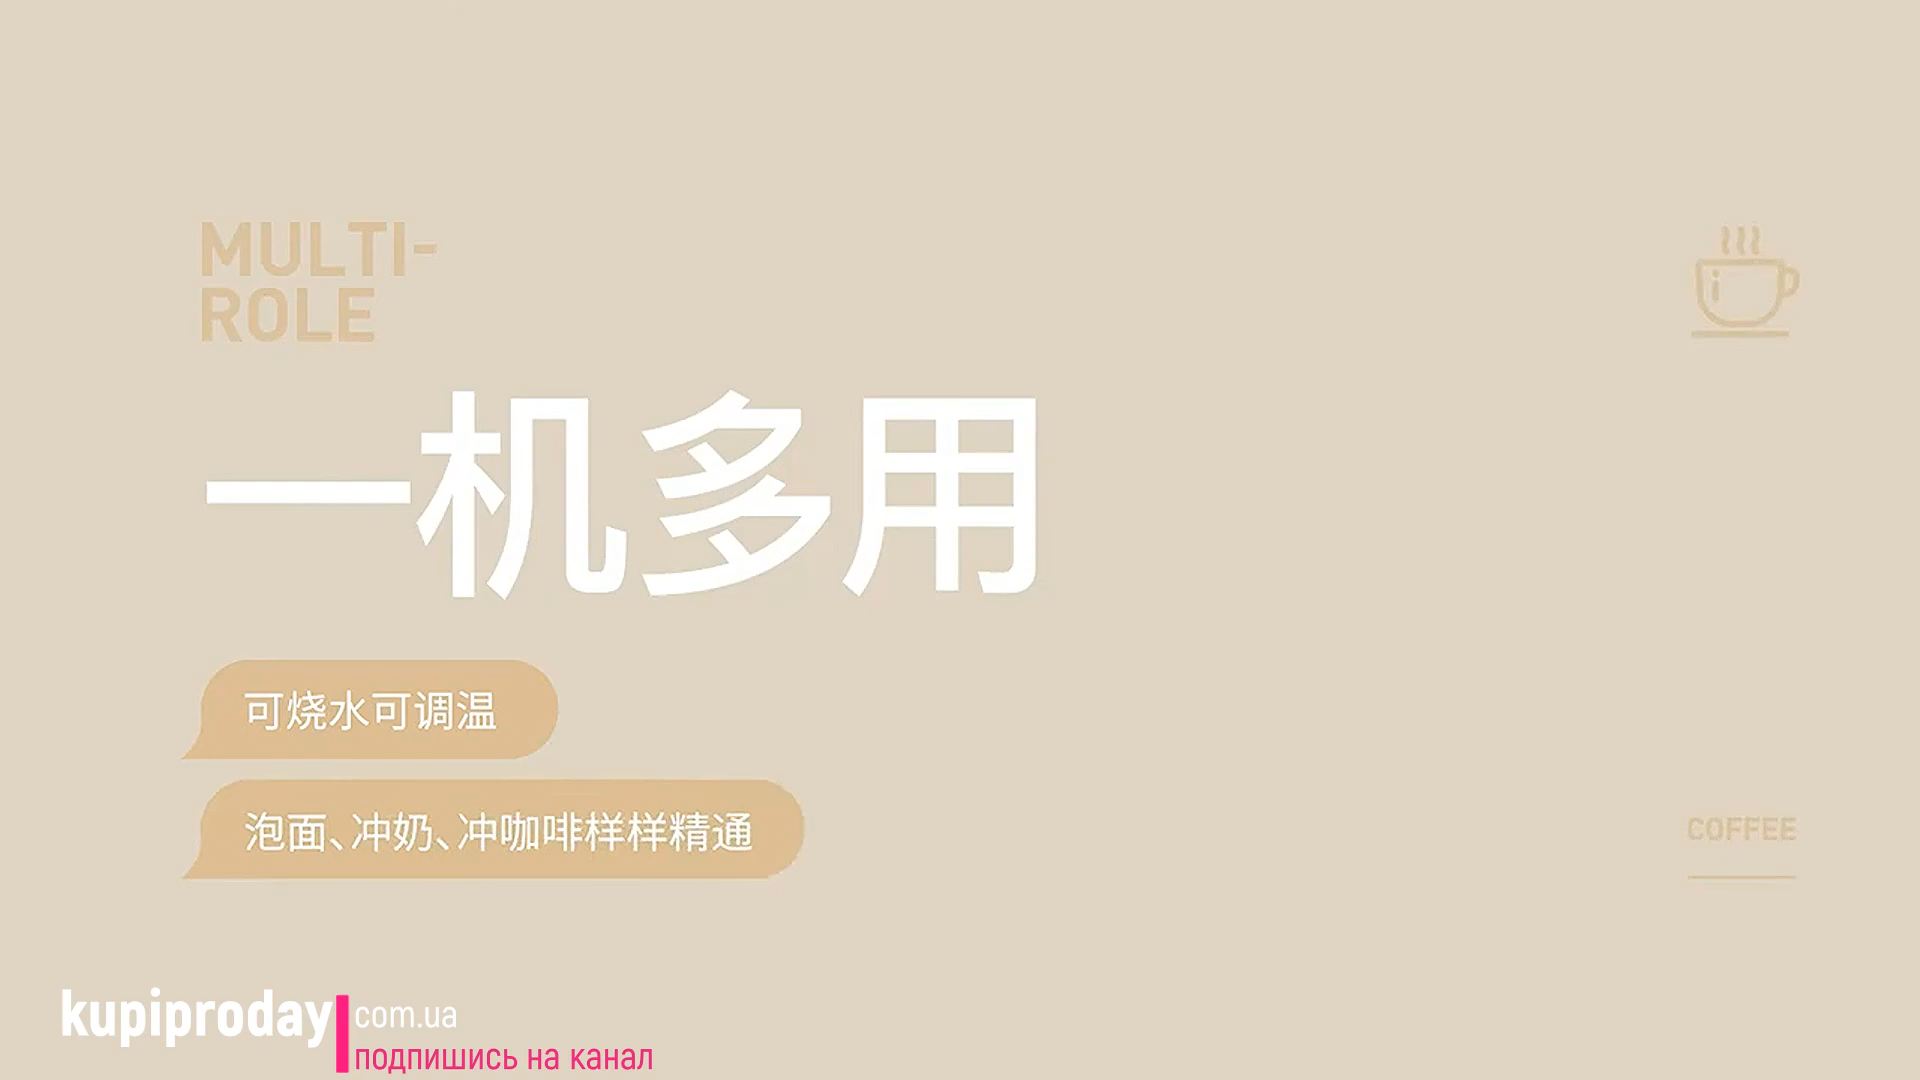 MULTI-
ROLE
一机多用
可烧水可调温
泡面、冲奶、冲咖啡样样精通
COFFEE
kupiproday
com.ua
подпишись на канал